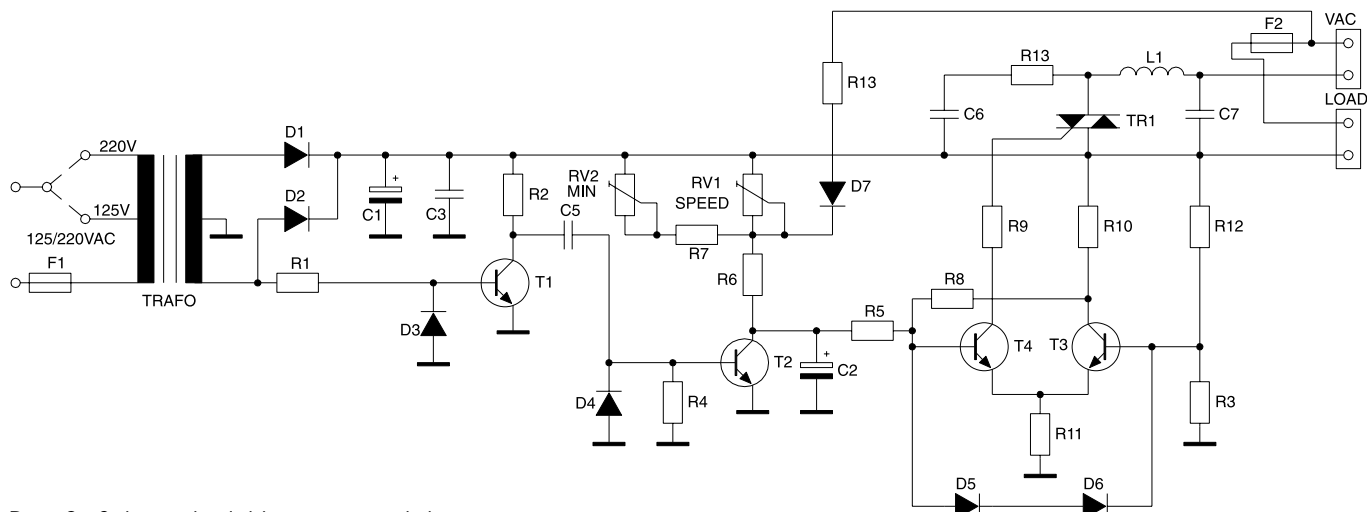 VAC
F2
R13
L1
R13
C6
TR1
C7
LOAD
D1
220V
RV2
MIN
RV1
SPEED
D7
D2
+
C1
C3
R2
C5
125V
125/220VAC
R7
R9
R10
R12
F1
R1
T1
R6
TRAFO
R8
D3
R5
T4
T3
T2
+
C2
D4
R4
R3
R11
D5
D6